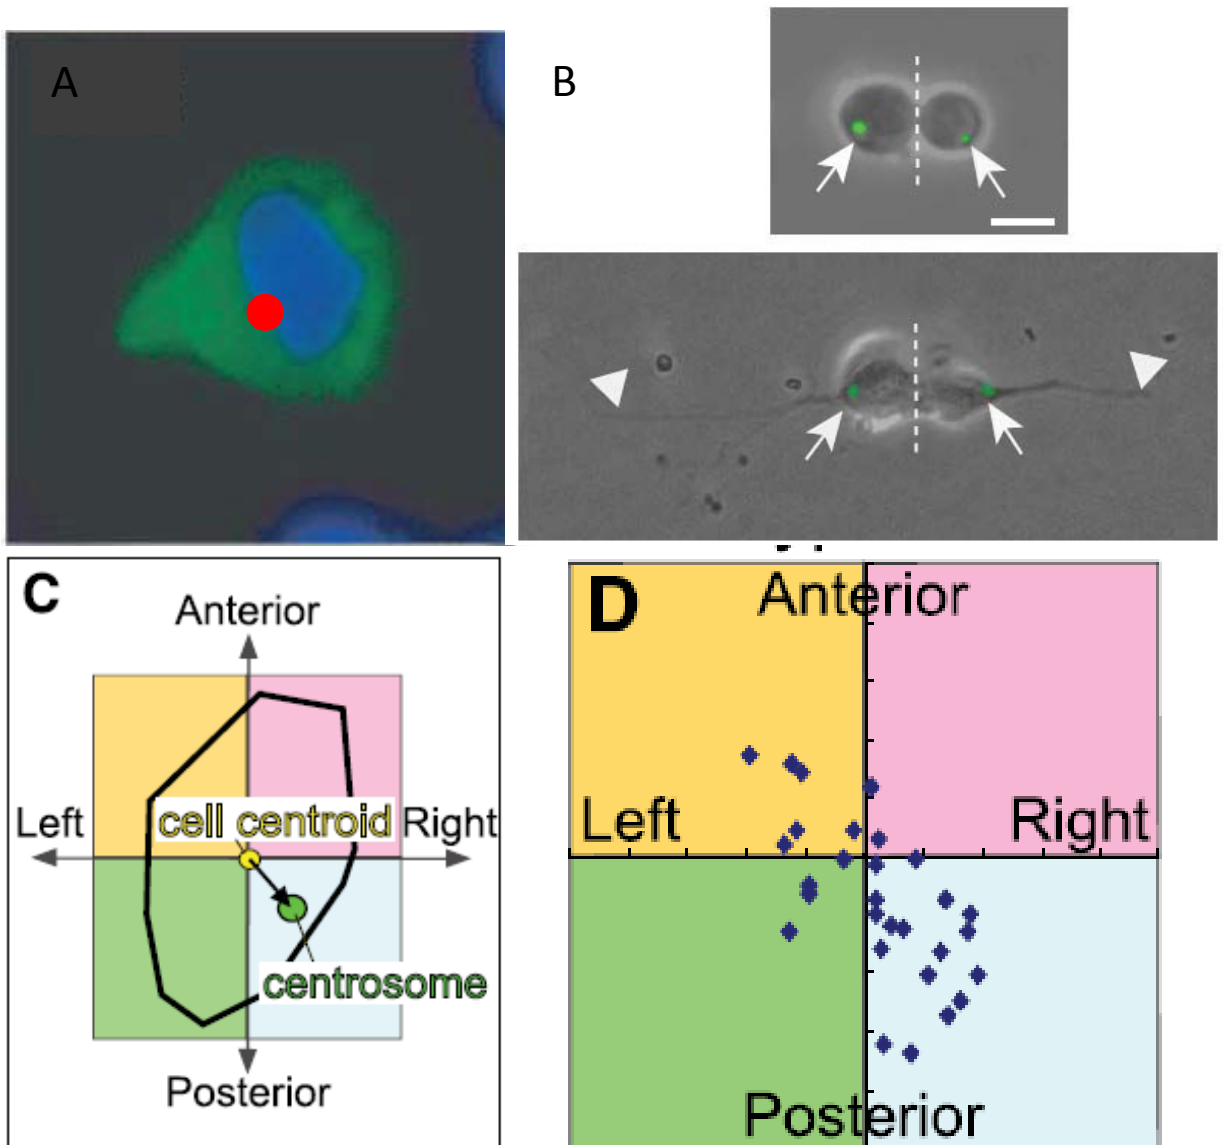 A
B
C
Anterior
Left
cell centroid
Right
centrosome
Posterior
D
Anterior
Left
Right
Posterior